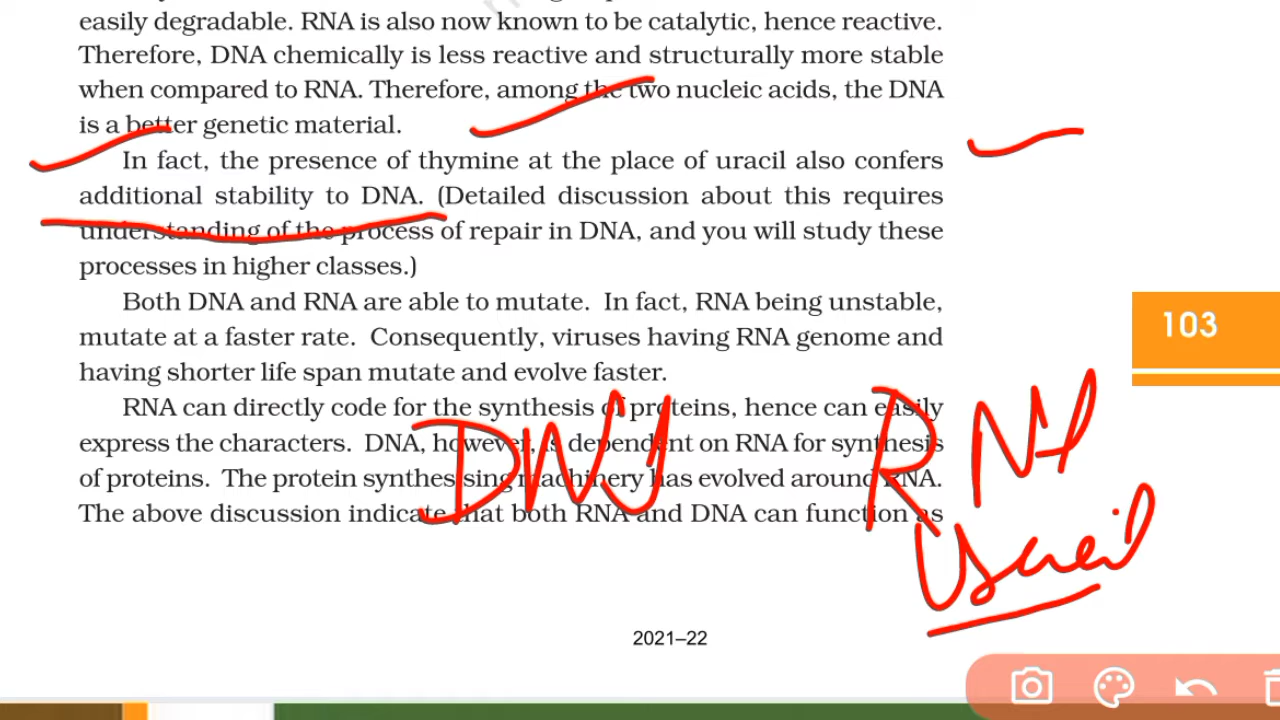 easily degradable. RNA is also now known to be catalytic, hence reactive.
Therefore, DNA chemically is less reactive and structurally more stable
when compared to RNA. Therefore, among the two nucleic acids, the DNA
is a better genetic material.
In fact, the presence of thymine at the place of uracil also confers
additional stability to DNA. (Detailed discussion about this requires
understanding of the process of repair in DNA, and you will study these
processes in higher classes.)
Both DNA and RNA are able to mutate. In fact, RNA being unstable,
mutate at a faster rate. Consequently, viruses having RNA genome and
having shorter life span mutate and evolve faster.
RNA can directly code for the synthesis of proteins, hence can easily
express the characters. DNA, however, is dependent on RNA for synthesis
of proteins. The protein synthesising machinery has evolved around RNA.
The above discussion indicate that both RNA and DNA can function as
103
DNA
RNA
Uracil
2021–22